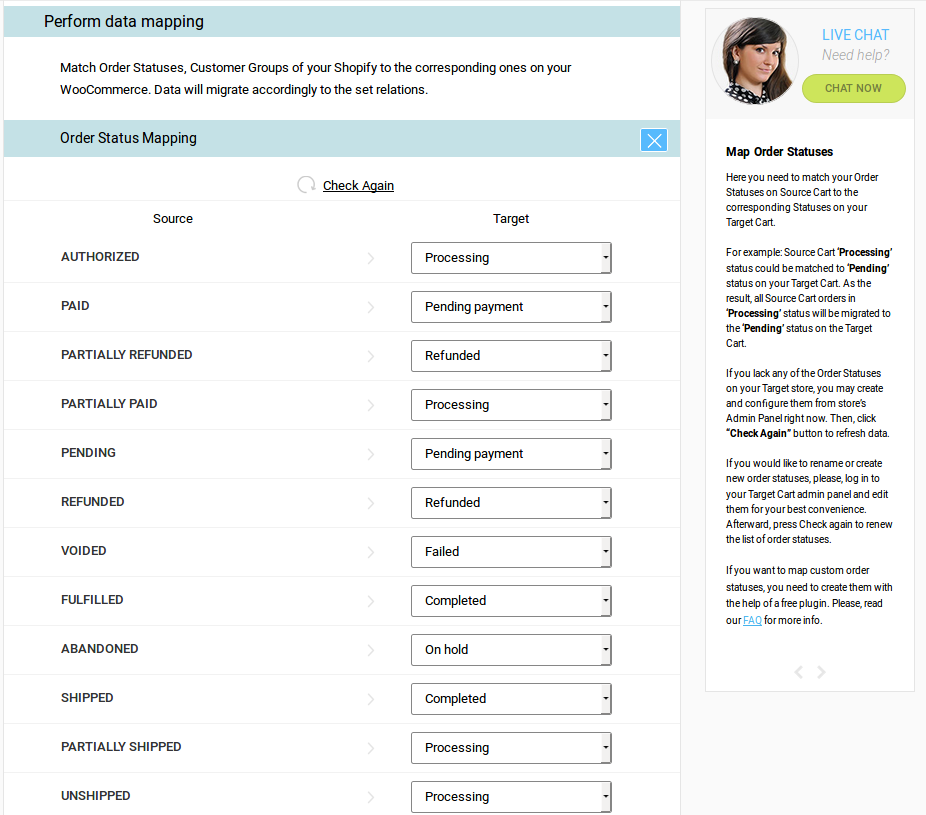 Perform data mapping
Match Order Statuses, Customer Groups of your Shopify to the corresponding ones on your
WooCommerce. Data will migrate accordingly to the set relations.
Order Status Mapping
Check Again
Source Target
AUTHORIZED Processing
PAID Pending payment
PARTIALLY REFUNDED Refunded
PARTIALLY PAID Processing
PENDING Pending payment
REFUNDED Refunded
VOIDED Failed
FULFILLED Completed
ABANDONED On hold
SHIPPED Completed
PARTIALLY SHIPPED Processing
UNSHIPPED Processing
LIVE CHAT
Need help?
CHAT NOW
Map Order Statuses
Here you need to match your Order
Statuses on Source Cart to the
corresponding Statuses on your
Target Cart.
For example: Source Cart ‘Processing’
status could be matched to ‘Pending’
status on your Target Cart. As the
result, all Source Cart orders in
‘Processing’ status will be migrated to
the ‘Pending’ status on the Target
Cart.
If you lack any of the Order Statuses
on your Target store, you may create
and configure them from store’s
Admin Panel right now. Then, click
“Check Again” button to refresh data.
If you would like to rename or create
new order statuses, please, log in to
your Target Cart admin panel and edit
them for your best convenience.
Afterward, press Check again to renew
the list of order statuses.
If you want to map custom order
statuses, you need to create them with
the help of a free plugin. Please, read
our FAQ for more info.